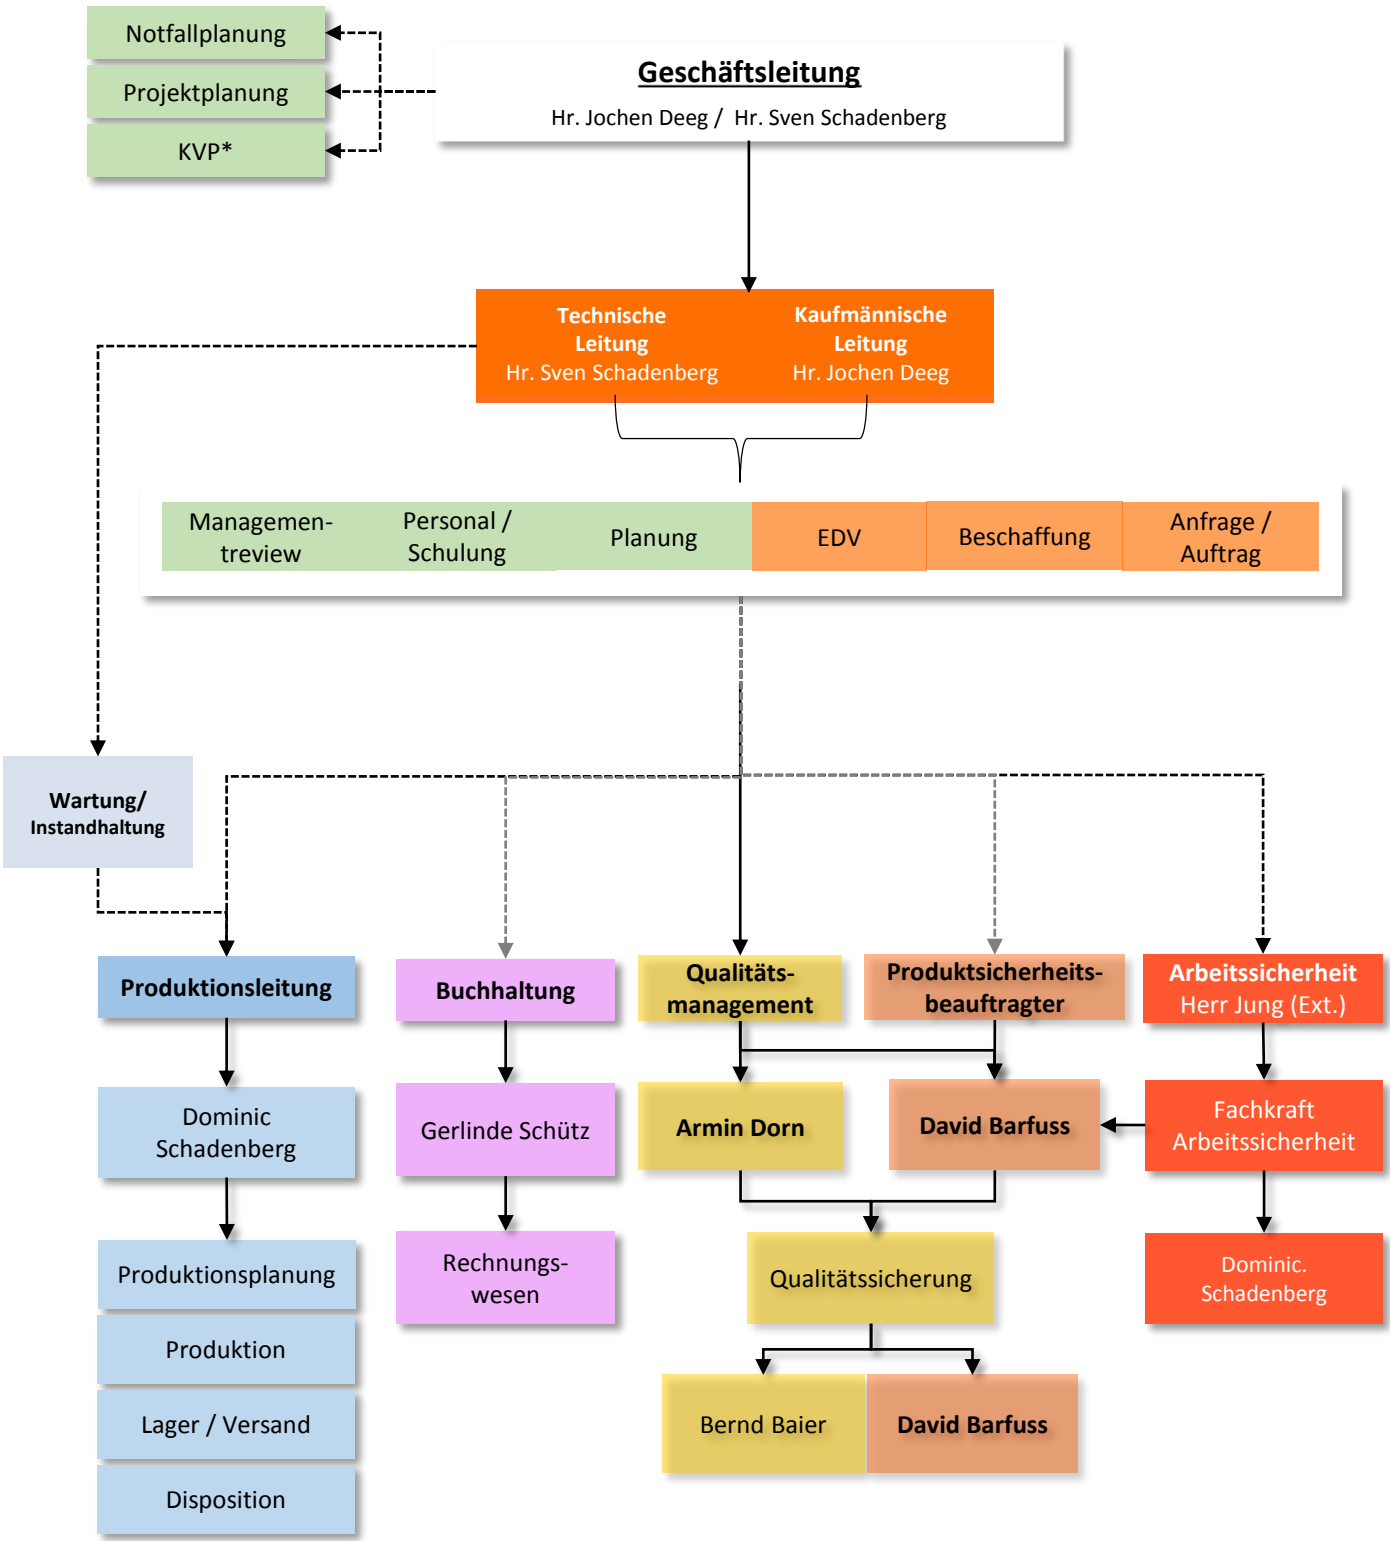 Notfallplanung
Projektplanung
KVP*
Geschäftsleitung
Hr. Jochen Deeg / Hr. Sven Schadenberg
Technische
Leitung
Hr. Sven Schadenberg
Kaufmännische
Leitung
Hr. Jochen Deeg
Managemen-
treview
Personal /
Schulung
Planung
EDV
Beschaffung
Anfrage /
Auftrag
Wartung/
Instandhaltung
Produktionsleitung
Buchhaltung
Qualitäts-
management
Produktsicherheits-
beauftragter
Arbeitssicherheit
Herr Jung (Ext.)
Dominic
Schadenberg
Gerlinde Schütz
Armin Dorn
David Barfuss
Fachkraft
Arbeitssicherheit
Produktionsplanung
Rechnungs-
wesen
Qualitätssicherung
Dominic.
Schadenberg
Produktion
Lager / Versand
Bernd Baier
David Barfuss
Disposition